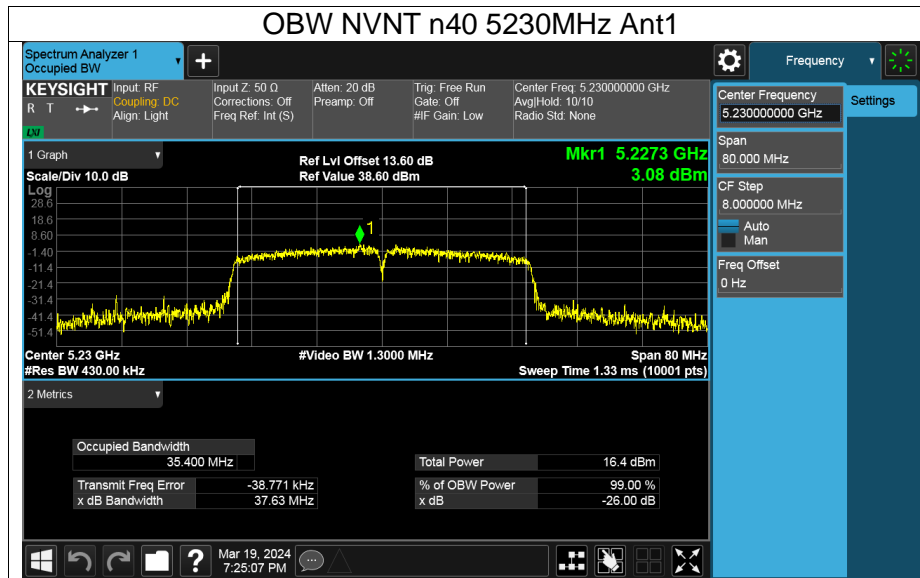 OBW NVNT n40 5230MHz Ant1
Spectrum Analyzer 1
Occupied BW
+
Frequency
KEYSIGHT
R T
LXI
Input: RF
Coupling: DC
Align: Light
Input Z: 50 Ω
Corrections: Off
Freq Ref: Int (S)
Atten: 20 dB
Preamp: Off
Trig: Free Run
Gate: Off
#IF Gain: Low
Center Freq: 5.230000000 GHz
Avg|Hold: 10/10
Radio Std: None
Center Frequency
5.230000000 GHz
Settings
Span
80.000 MHz
CF Step
8.000000 MHz
Auto
Man
Freq Offset
0 Hz
1 Graph
Scale/Div 10.0 dB
Ref Lvl Offset 13.60 dB
Ref Value 38.60 dBm
Mkr1 5.2273 GHz
3.08 dBm
Log
28.6
18.6
8.60
-1.40
-11.4
-21.4
-31.4
-41.4
-51.4
1
Center 5.23 GHz
#Res BW 430.00 kHz
#Video BW 1.3000 MHz
Span 80 MHz
Sweep Time 1.33 ms (10001 pts)
2 Metrics
Occupied Bandwidth
35.400 MHz
Total Power 16.4 dBm
Transmit Freq Error -38.771 kHz
% of OBW Power 99.00 %
x dB Bandwidth 37.63 MHz
x dB -26.00 dB
?
Mar 19, 2024
7:25:07 PM